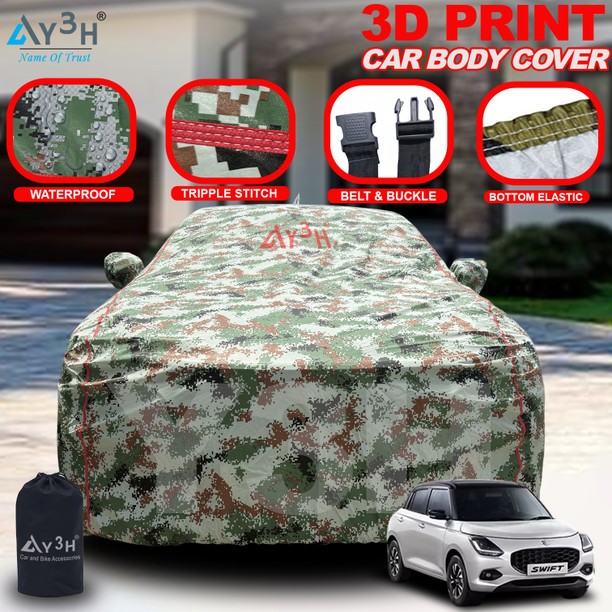 AY3H®
Name Of Trust
3D PRINT
CAR BODY COVER
WATERPROOF
TRIPPLE STITCH
BELT & BUCKLE
BOTTOM ELASTIC
AY3H
AY3H
Car and Bike Accessories
SWIFT